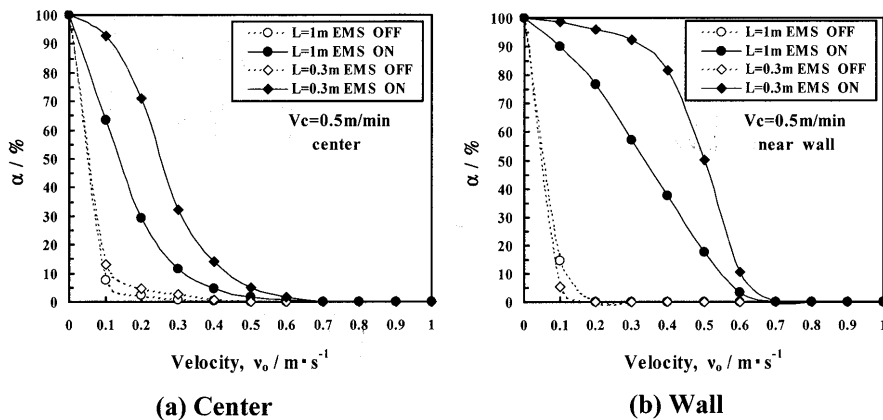 100
90
80
70
60
50
40
30
20
10
0
α / %
L=1m EMS OFF
L=1m EMS ON
L=0.3m EMS OFF
L=0.3m EMS ON
Vc=0.5m/min
center
0 0.1 0.2 0.3 0.4 0.5 0.6 0.7 0.8 0.9 1
Velocity, νo / m・s⁻¹
(a) Center
100
90
80
70
60
50
40
30
20
10
0
α / %
L=1m EMS OFF
L=1m EMS ON
L=0.3m EMS OFF
L=0.3m EMS ON
Vc=0.5m/min
near wall
0 0.1 0.2 0.3 0.4 0.5 0.6 0.7 0.8 0.9 1
Velocity, νo / m・s⁻¹
(b) Wall